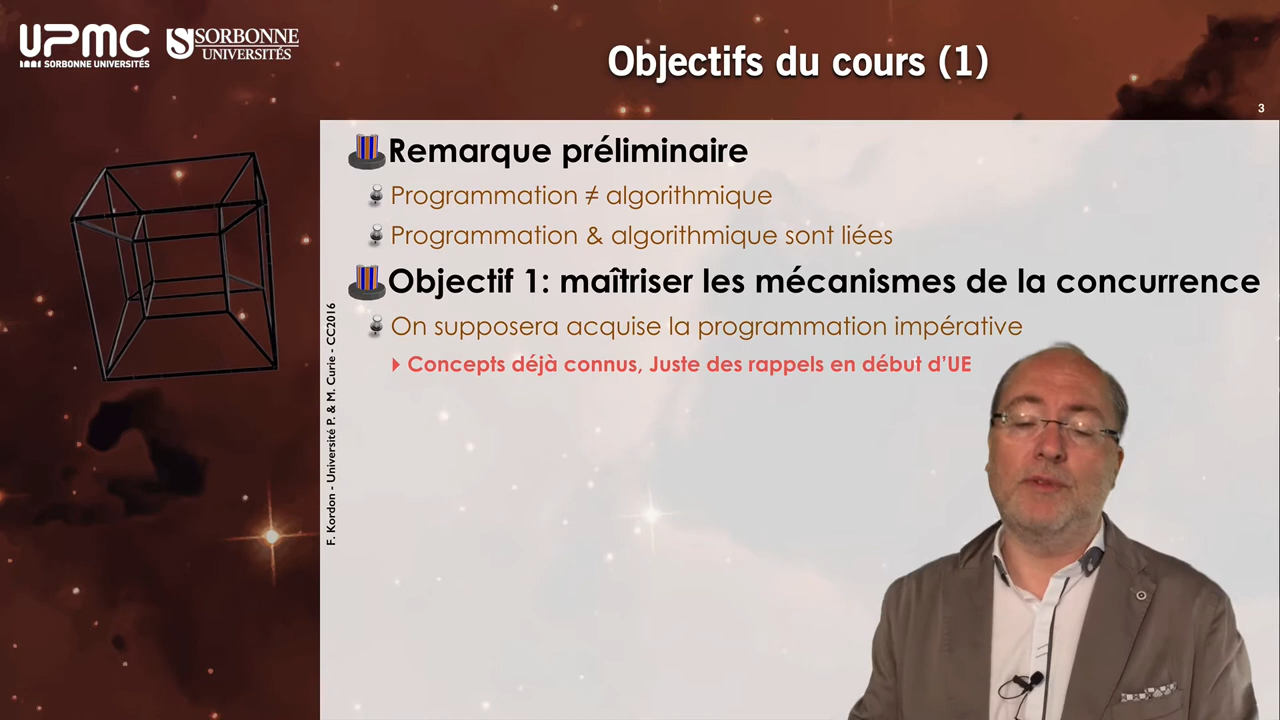 UPMC
SORBONNE UNIVERSITÉS
SORBONNE
UNIVERSITÉS
Objectifs du cours (1)
3
Remarque préliminaire
Programmation ≠ algorithmique
Programmation & algorithmique sont liées
Objectif 1: maîtriser les mécanismes de la concurrence
On supposera acquise la programmation impérative
Concepts déjà connus, Juste des rappels en début d’UE
F. Kordon - Université P. & M. Curie - CC2016